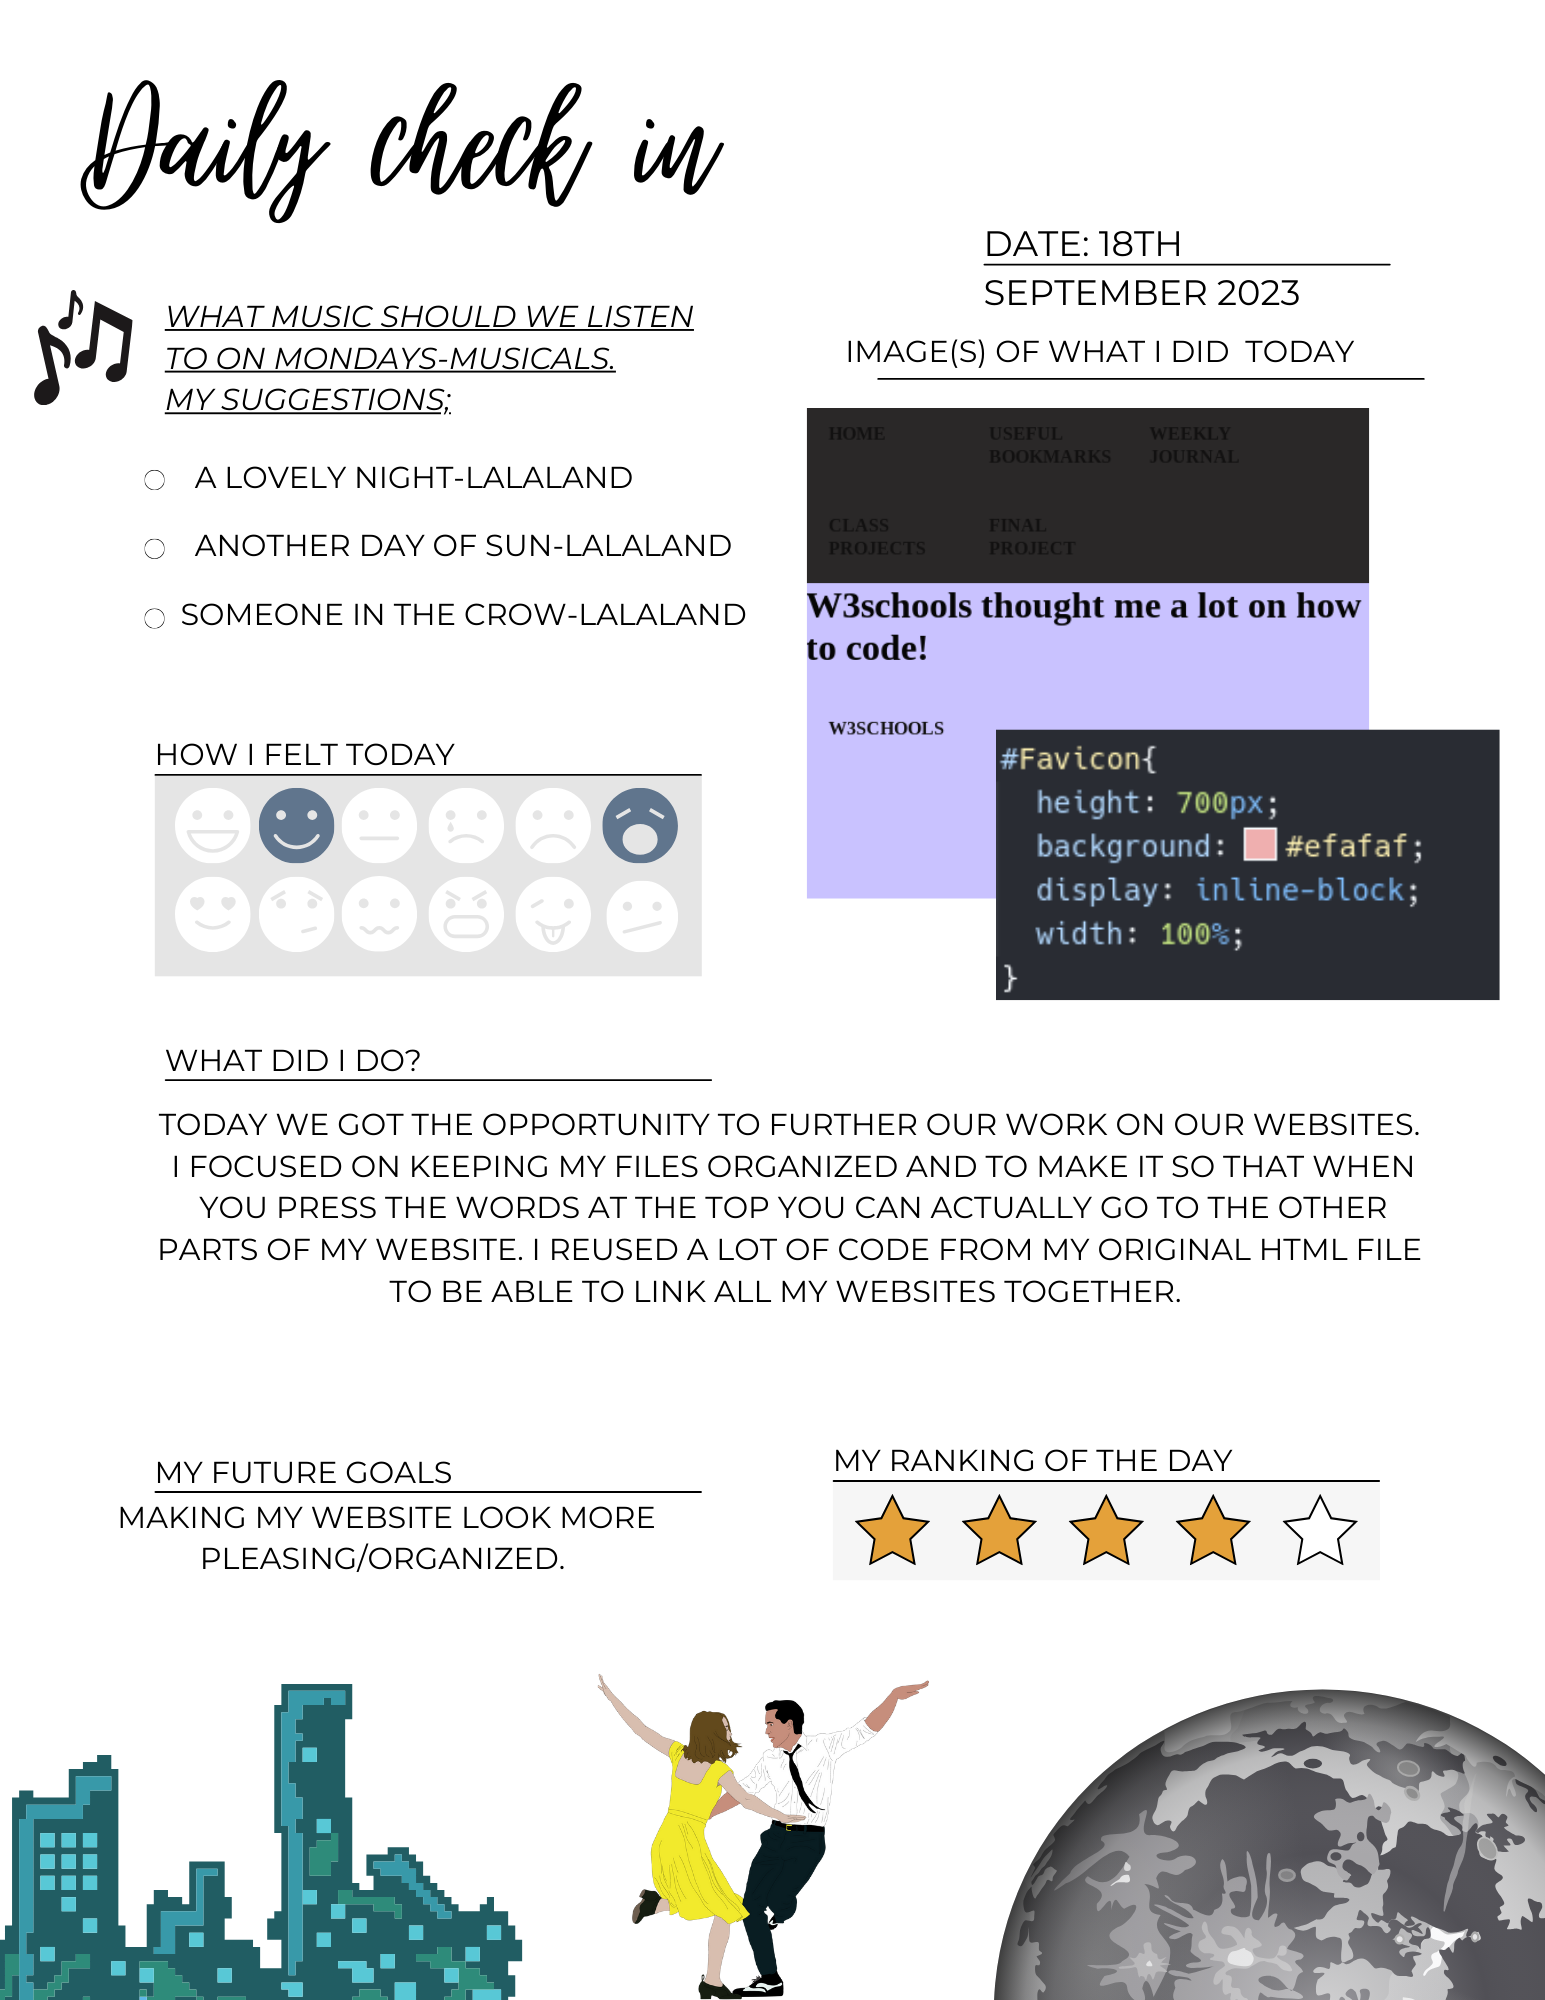 Daily check in
DATE: 18TH
SEPTEMBER 2023
WHAT MUSIC SHOULD WE LISTEN
TO ON MONDAYS-MUSICALS.
MY SUGGESTIONS;
A LOVELY NIGHT-LALALAND
ANOTHER DAY OF SUN-LALALAND
SOMEONE IN THE CROW-LALALAND
IMAGE(S) OF WHAT I DID TODAY
HOME USEFUL WEEKLY
BOOKMARKS JOURNAL
CLASS FINAL
PROJECTS PROJECT
W3schools thought me a lot on how
to code!
W3SCHOOLS
#Favicon{
height: 700px;
background: #efafaf;
display: inline-block;
width: 100%;
}
HOW I FELT TODAY
WHAT DID I DO?
TODAY WE GOT THE OPPORTUNITY TO FURTHER OUR WORK ON OUR WEBSITES.
I FOCUSED ON KEEPING MY FILES ORGANIZED AND TO MAKE IT SO THAT WHEN
YOU PRESS THE WORDS AT THE TOP YOU CAN ACTUALLY GO TO THE OTHER
PARTS OF MY WEBSITE. I REUSED A LOT OF CODE FROM MY ORIGINAL HTML FILE
TO BE ABLE TO LINK ALL MY WEBSITES TOGETHER.
MY FUTURE GOALS
MAKING MY WEBSITE LOOK MORE
PLEASING/ORGANIZED.
MY RANKING OF THE DAY